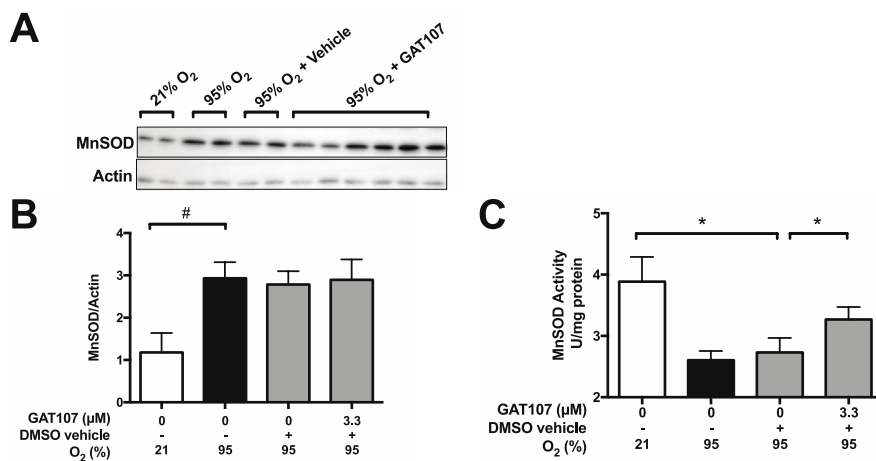 A
21% O₂ 95% O₂ 95% O₂ + Vehicle 95% O₂ + GAT107
MnSOD
Actin
B
#
MnSOD/Actin
4
3
2
1
0
GAT107 (µM) 0 0 0 3.3
DMSO vehicle - - + +
O₂ (%) 21 95 95 95
C
* *
MnSOD Activity
U/mg protein
5
4
3
2
GAT107 (µM) 0 0 0 3.3
DMSO vehicle - - + +
O₂ (%) 21 95 95 95